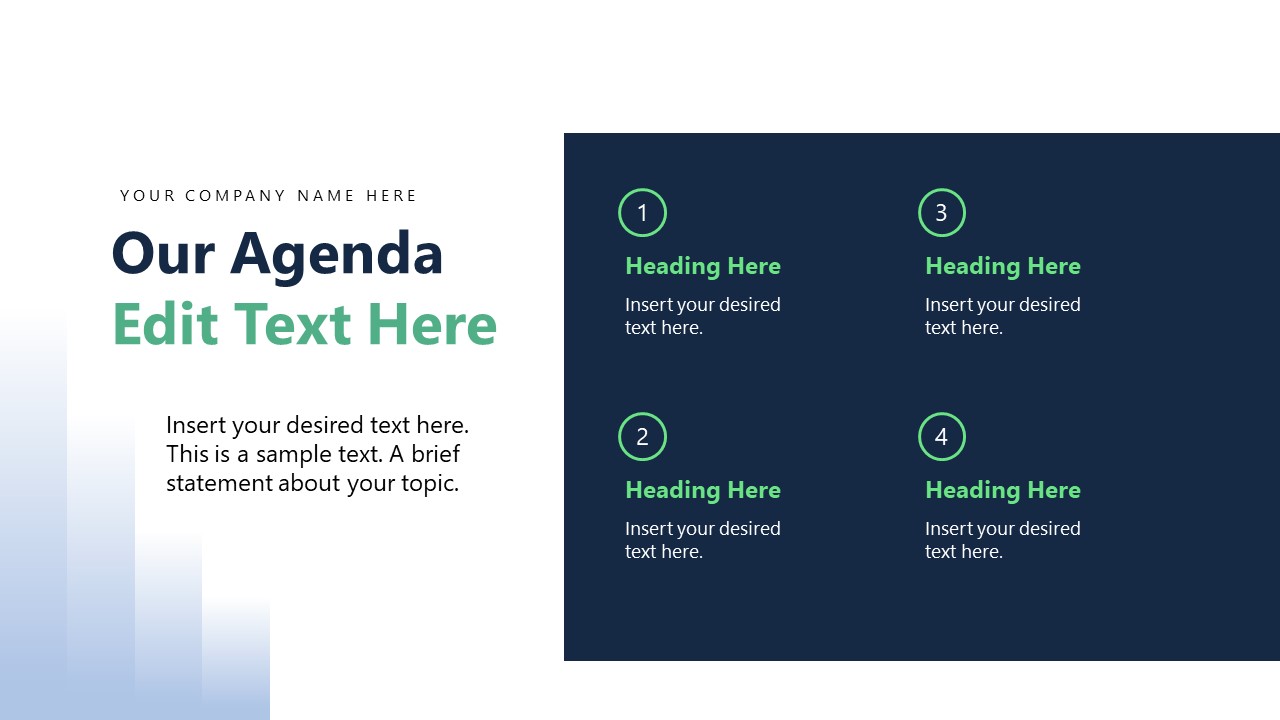 YOUR COMPANY NAME HERE
Our Agenda
Edit Text Here
Insert your desired text here.
This is a sample text. A brief
statement about your topic.
1
Heading Here
Insert your desired
text here.
2
Heading Here
Insert your desired
text here.
3
Heading Here
Insert your desired
text here.
4
Heading Here
Insert your desired
text here.